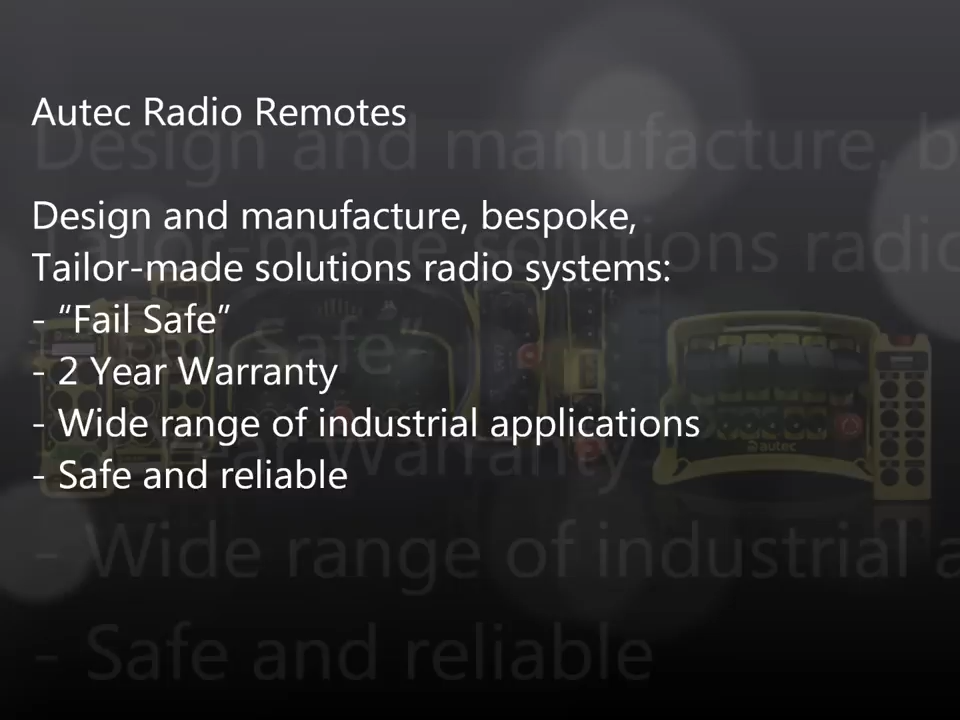 Autec Radio Remotes
Design and manufacture, bespoke,
Tailor-made solutions radio systems:
- “Fail Safe”
- 2 Year Warranty
- Wide range of industrial applications
- Safe and reliable
autec